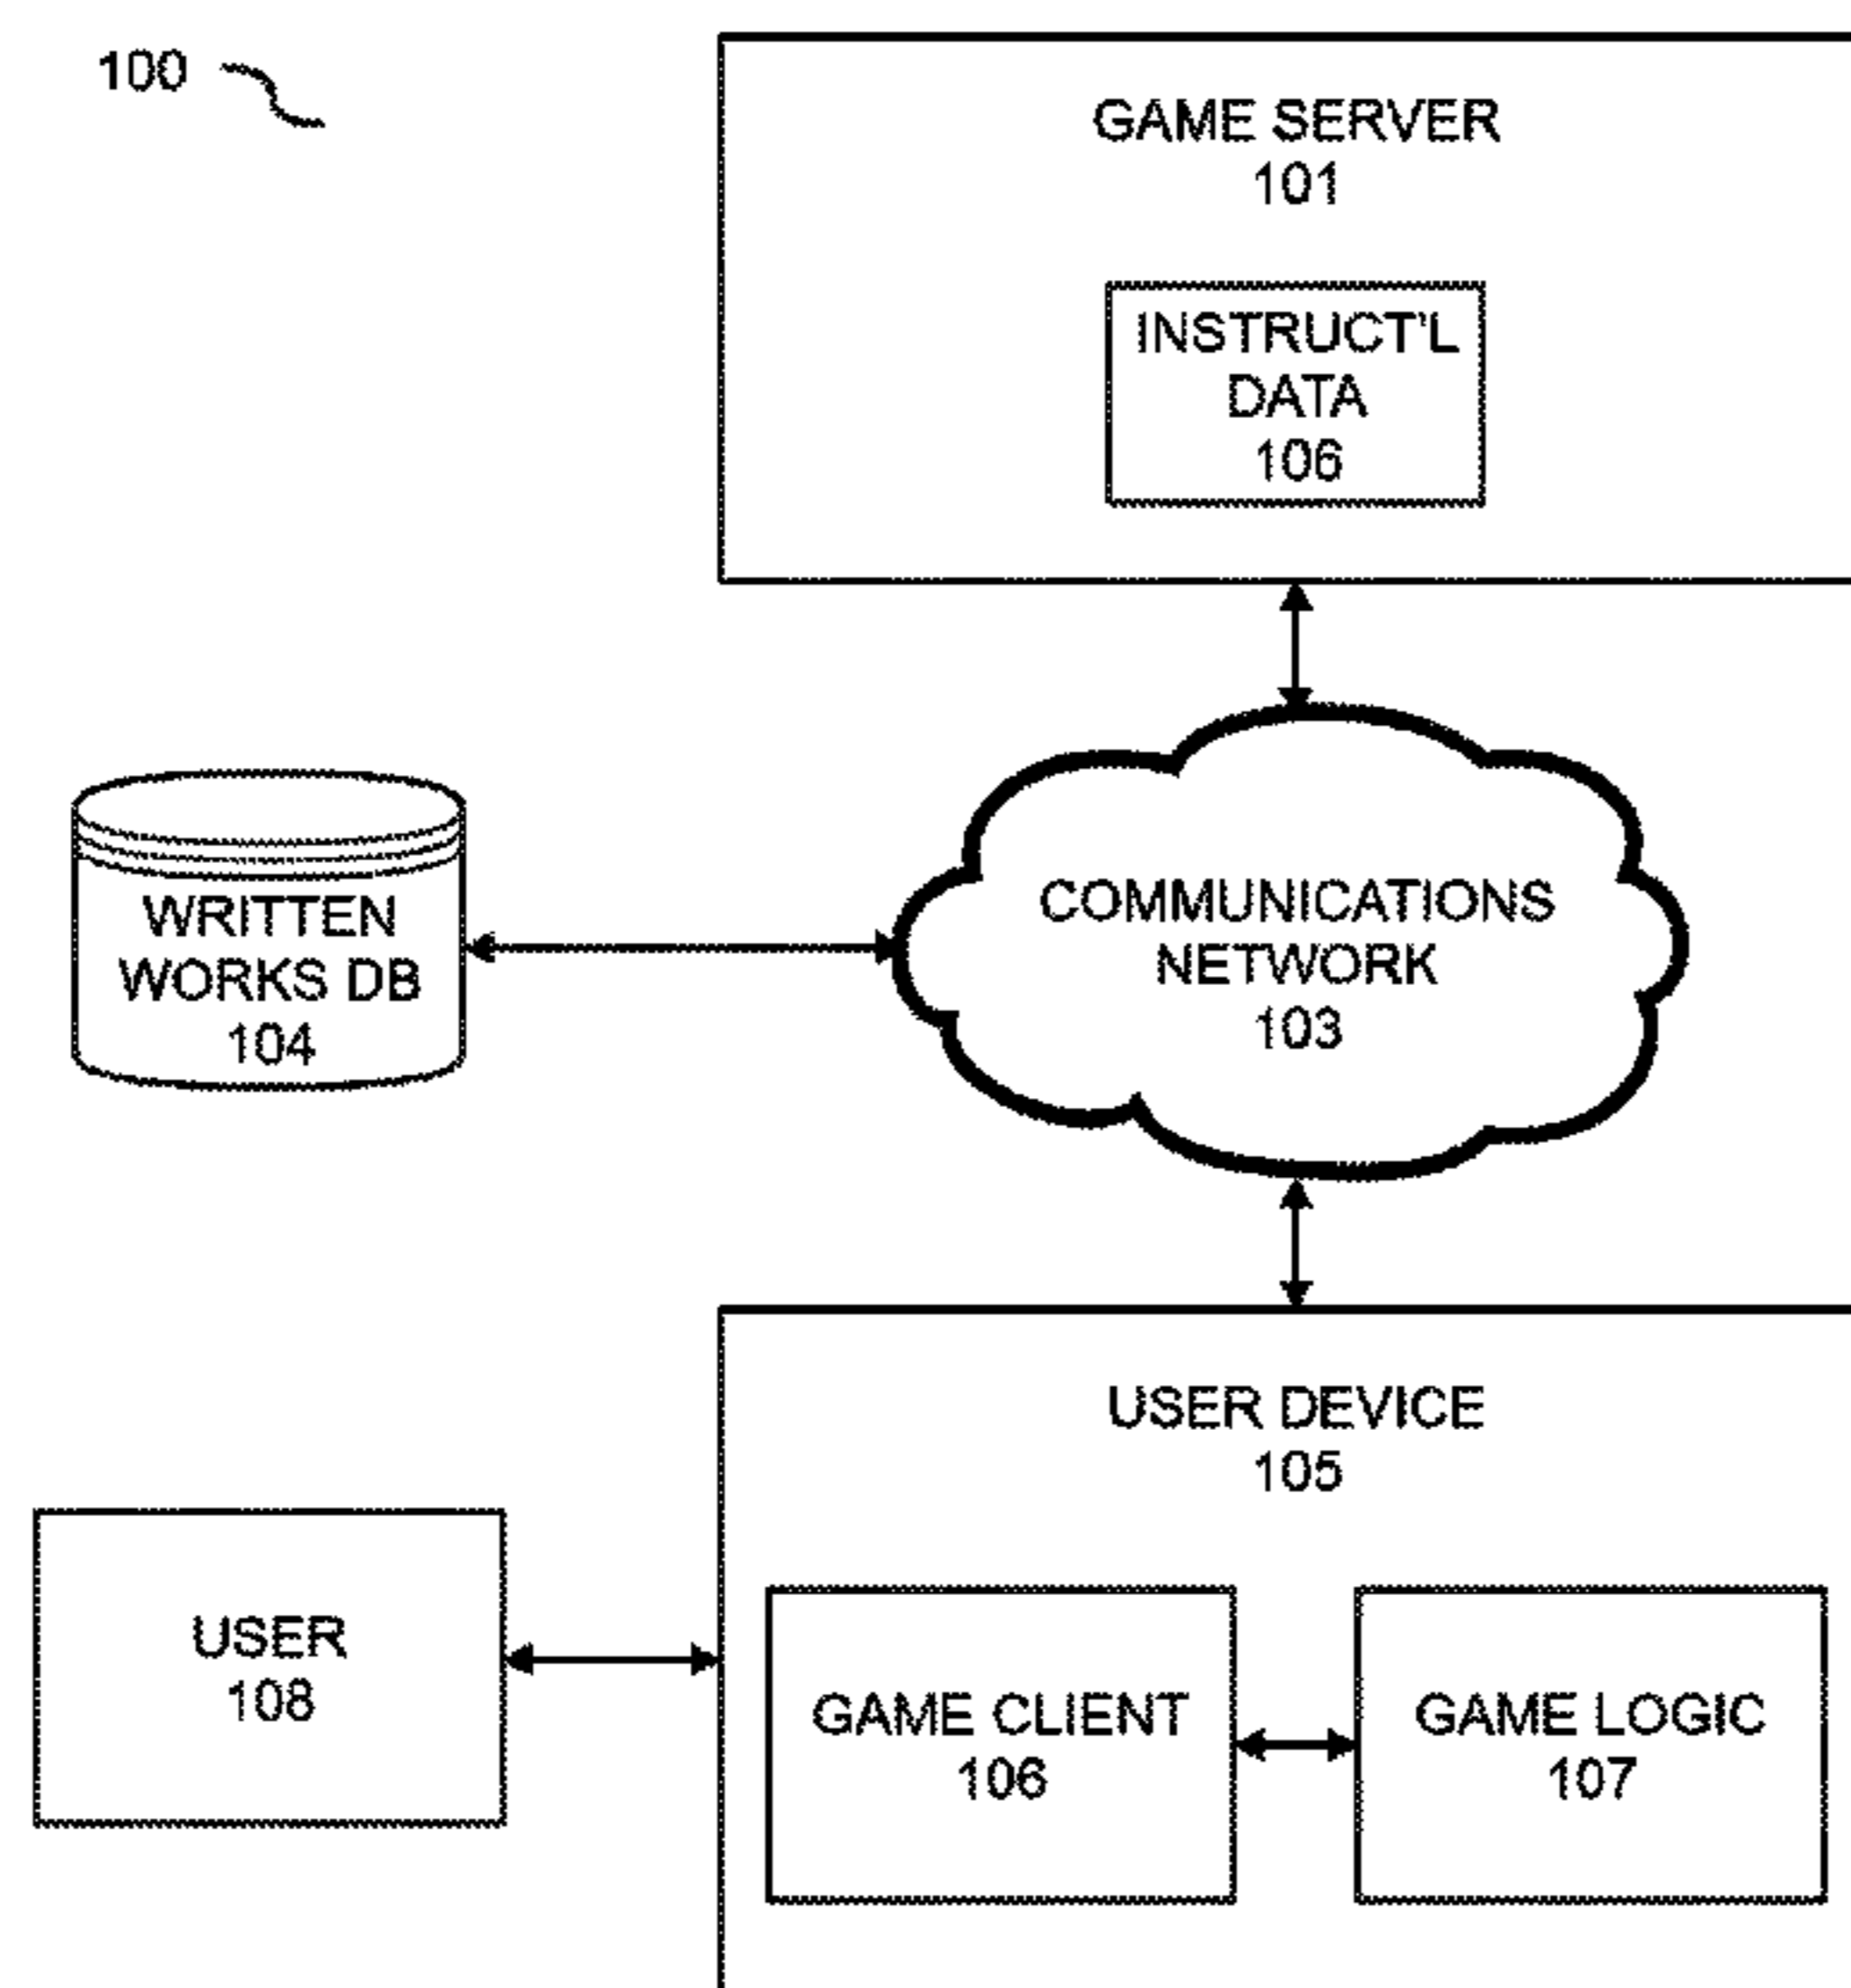 100
GAME SERVER
101
INSTRUCT'L
DATA
106
COMMUNICATIONS
NETWORK
103
WRITTEN
WORKS DB
104
USER DEVICE
105
USER
108
GAME CLIENT
106
GAME LOGIC
107